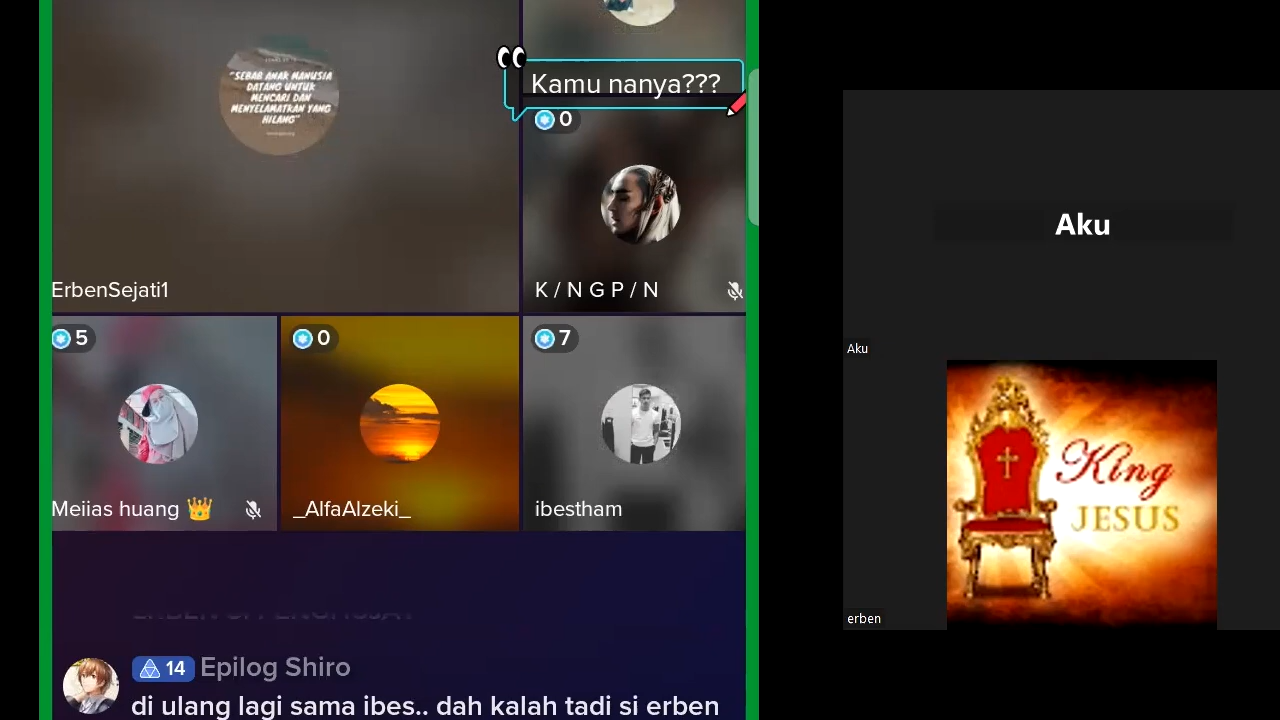 "SEBAB ANAK MANUSIA
DATANG UNTUK
MENCARI DAN
MENYELAMATKAN YANG
HILANG"
Kamu nanya???
0
ErbenSejati1
K / N G P / N
5
0
7
Meiias huang 👑
_AlfaAlzeki_
ibestham
14 Epilog Shiro
di ulang lagi sama ibes.. dah kalah tadi si erben
Aku
Aku
King
JESUS
erben